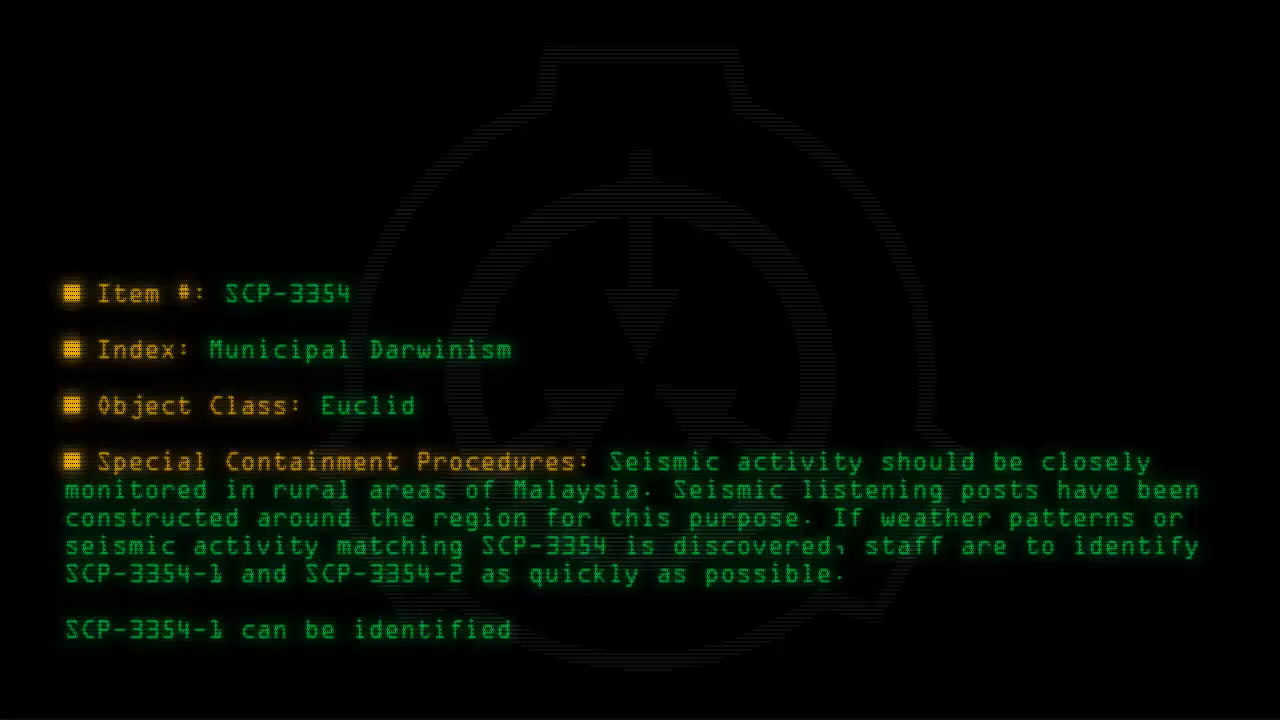 Item #: SCP-3354
Index: Municipal Darwinism
Object Class: Euclid
Special Containment Procedures: Seismic activity should be closely
monitored in rural areas of Malaysia. Seismic listening posts have been
constructed around the region for this purpose. If weather patterns or
seismic activity matching SCP-3354 is discovered, staff are to identify
SCP-3354-1 and SCP-3354-2 as quickly as possible.
SCP-3354-1 can be identified